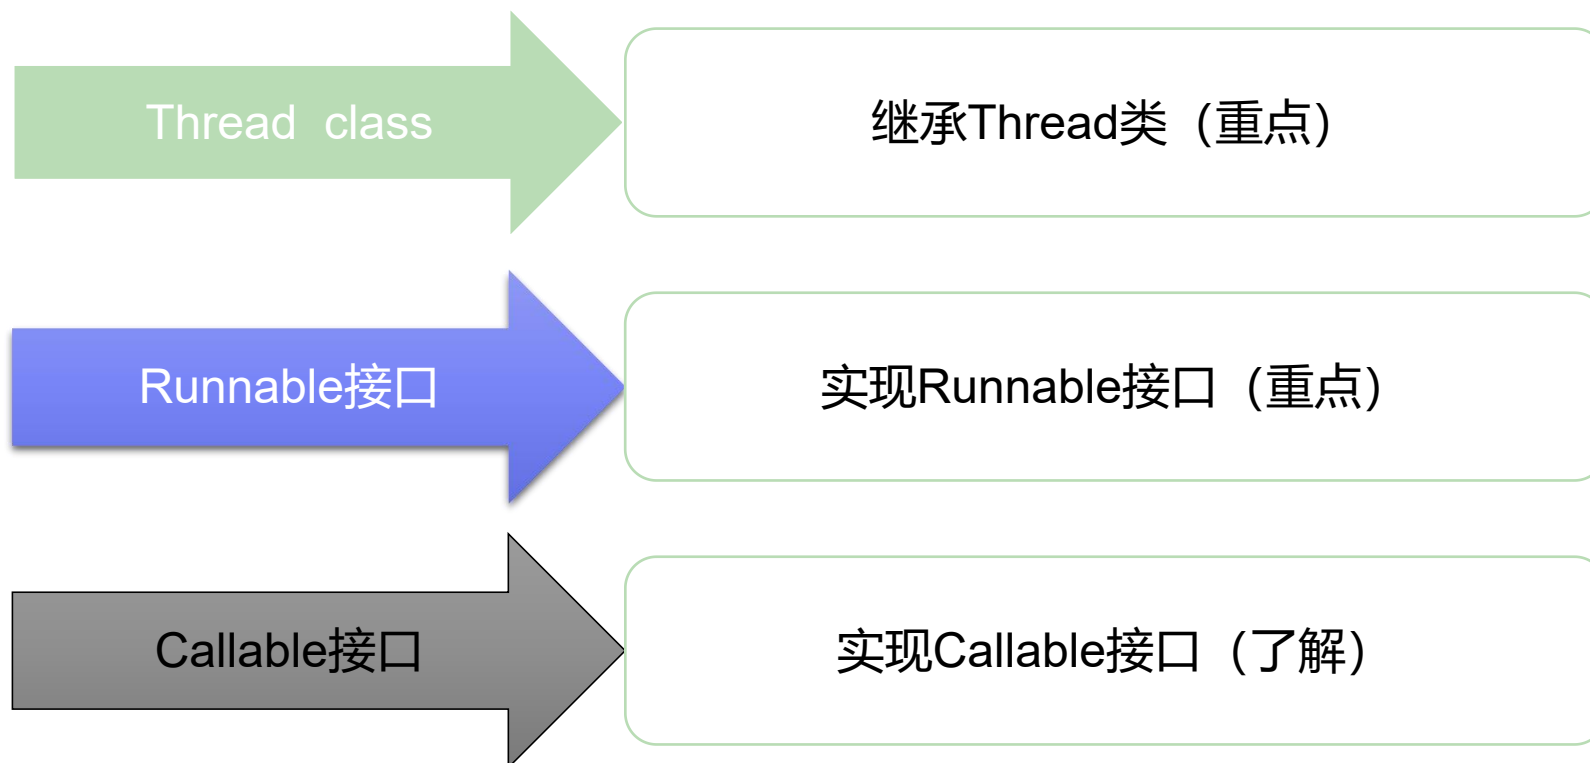 Thread class
继承Thread类（重点）
Runnable接口
实现Runnable接口（重点）
Callable接口
实现Callable接口（了解）